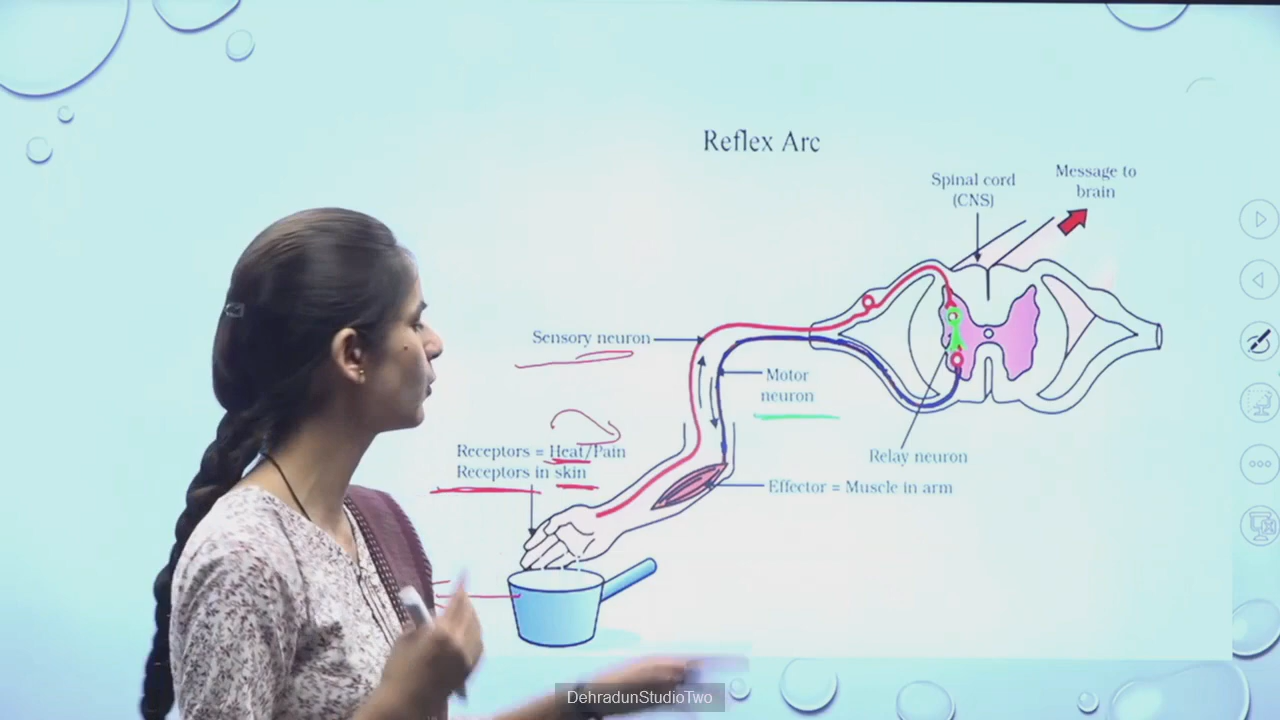 Reflex Arc
Spinal cord
(CNS)
Message to
brain
Sensory neuron
Motor
neuron
Receptors = Heat/Pain
Receptors in skin
Relay neuron
Effector = Muscle in arm
DehradunStudioTwo